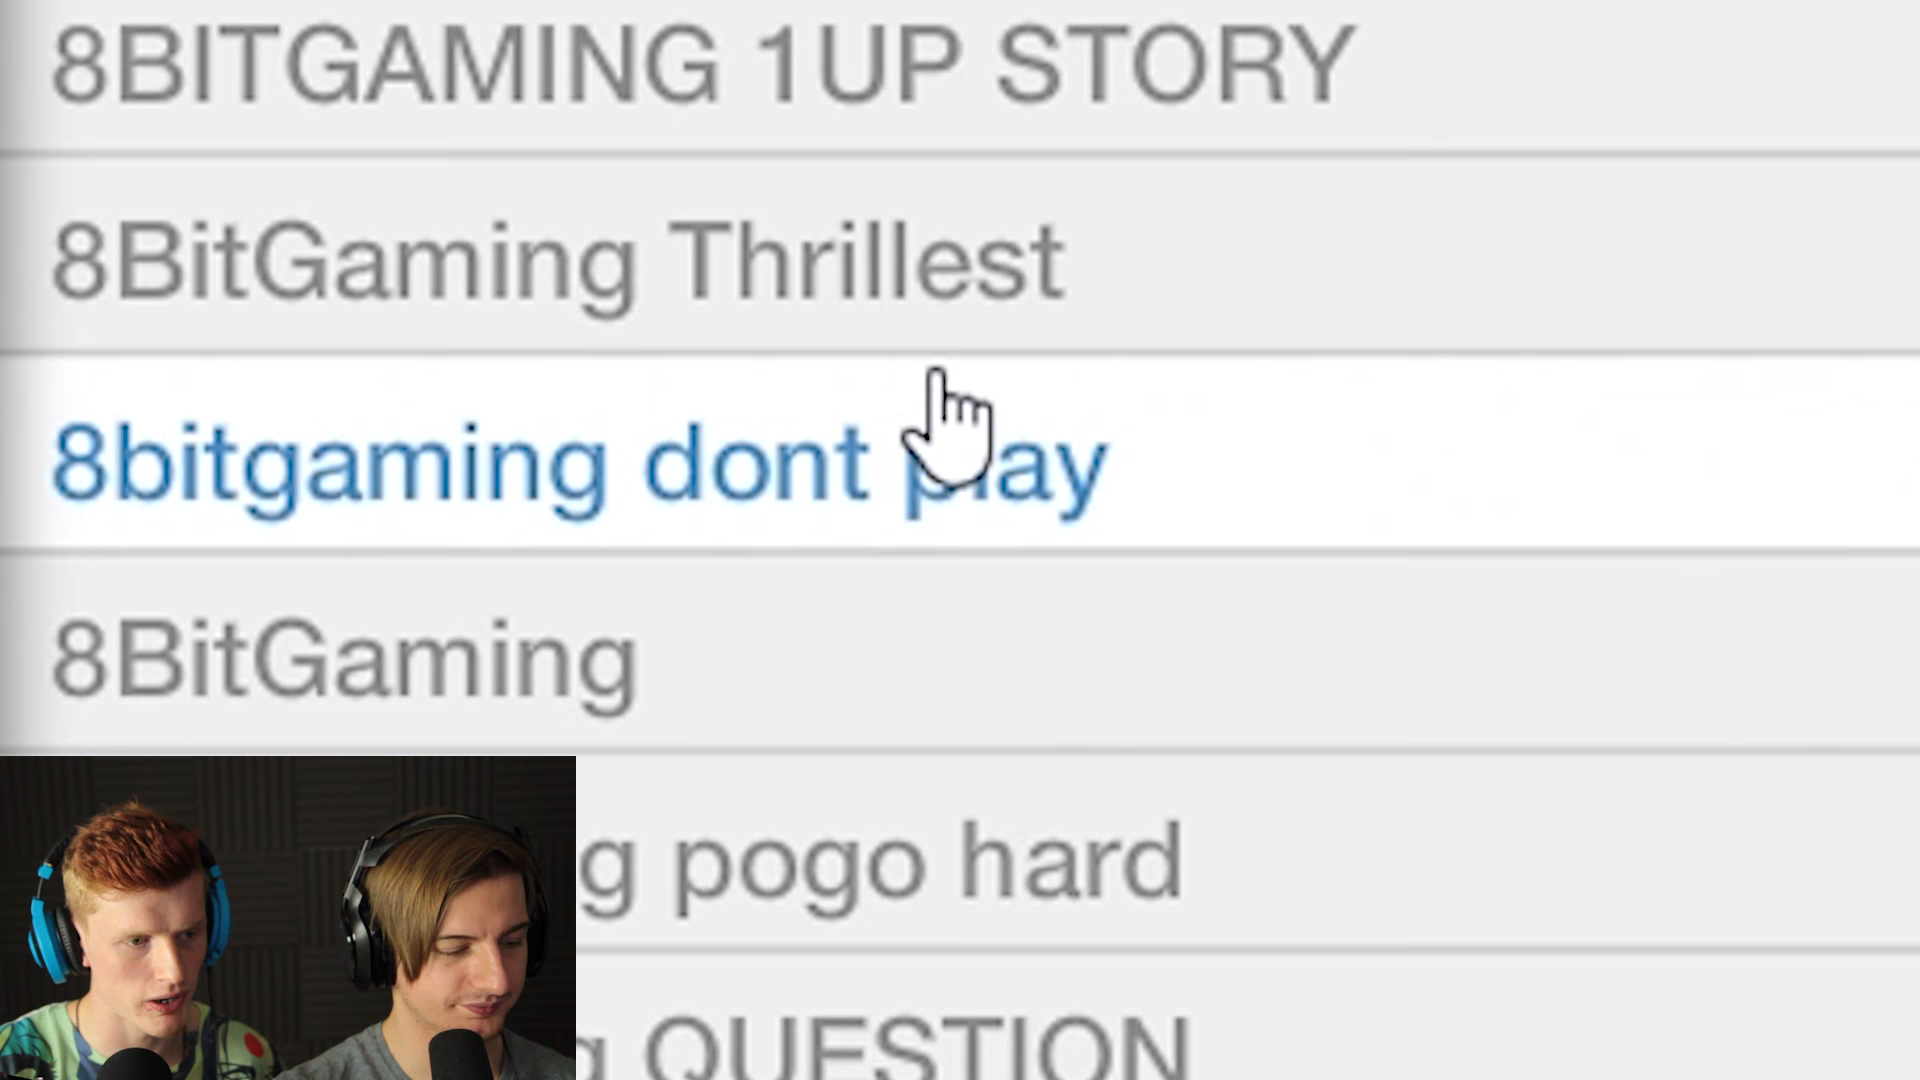 8BITGAMING 1UP STORY
8BitGaming Thrillest
8bitgaming dont play
8BitGaming
g pogo hard
g QUESTION